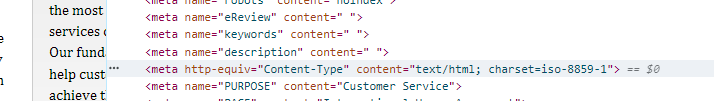 the most
services
Our fund
help cust
achieve t
<meta name="robots" content="noindex">
<meta name="eReview" content=" ">
<meta name="keywords" content=" ">
<meta name="description" content=" ">
<meta http-equiv="Content-Type" content="text/html; charset=iso-8859-1"> == $0
<meta name="PURPOSE" content="Customer Service">